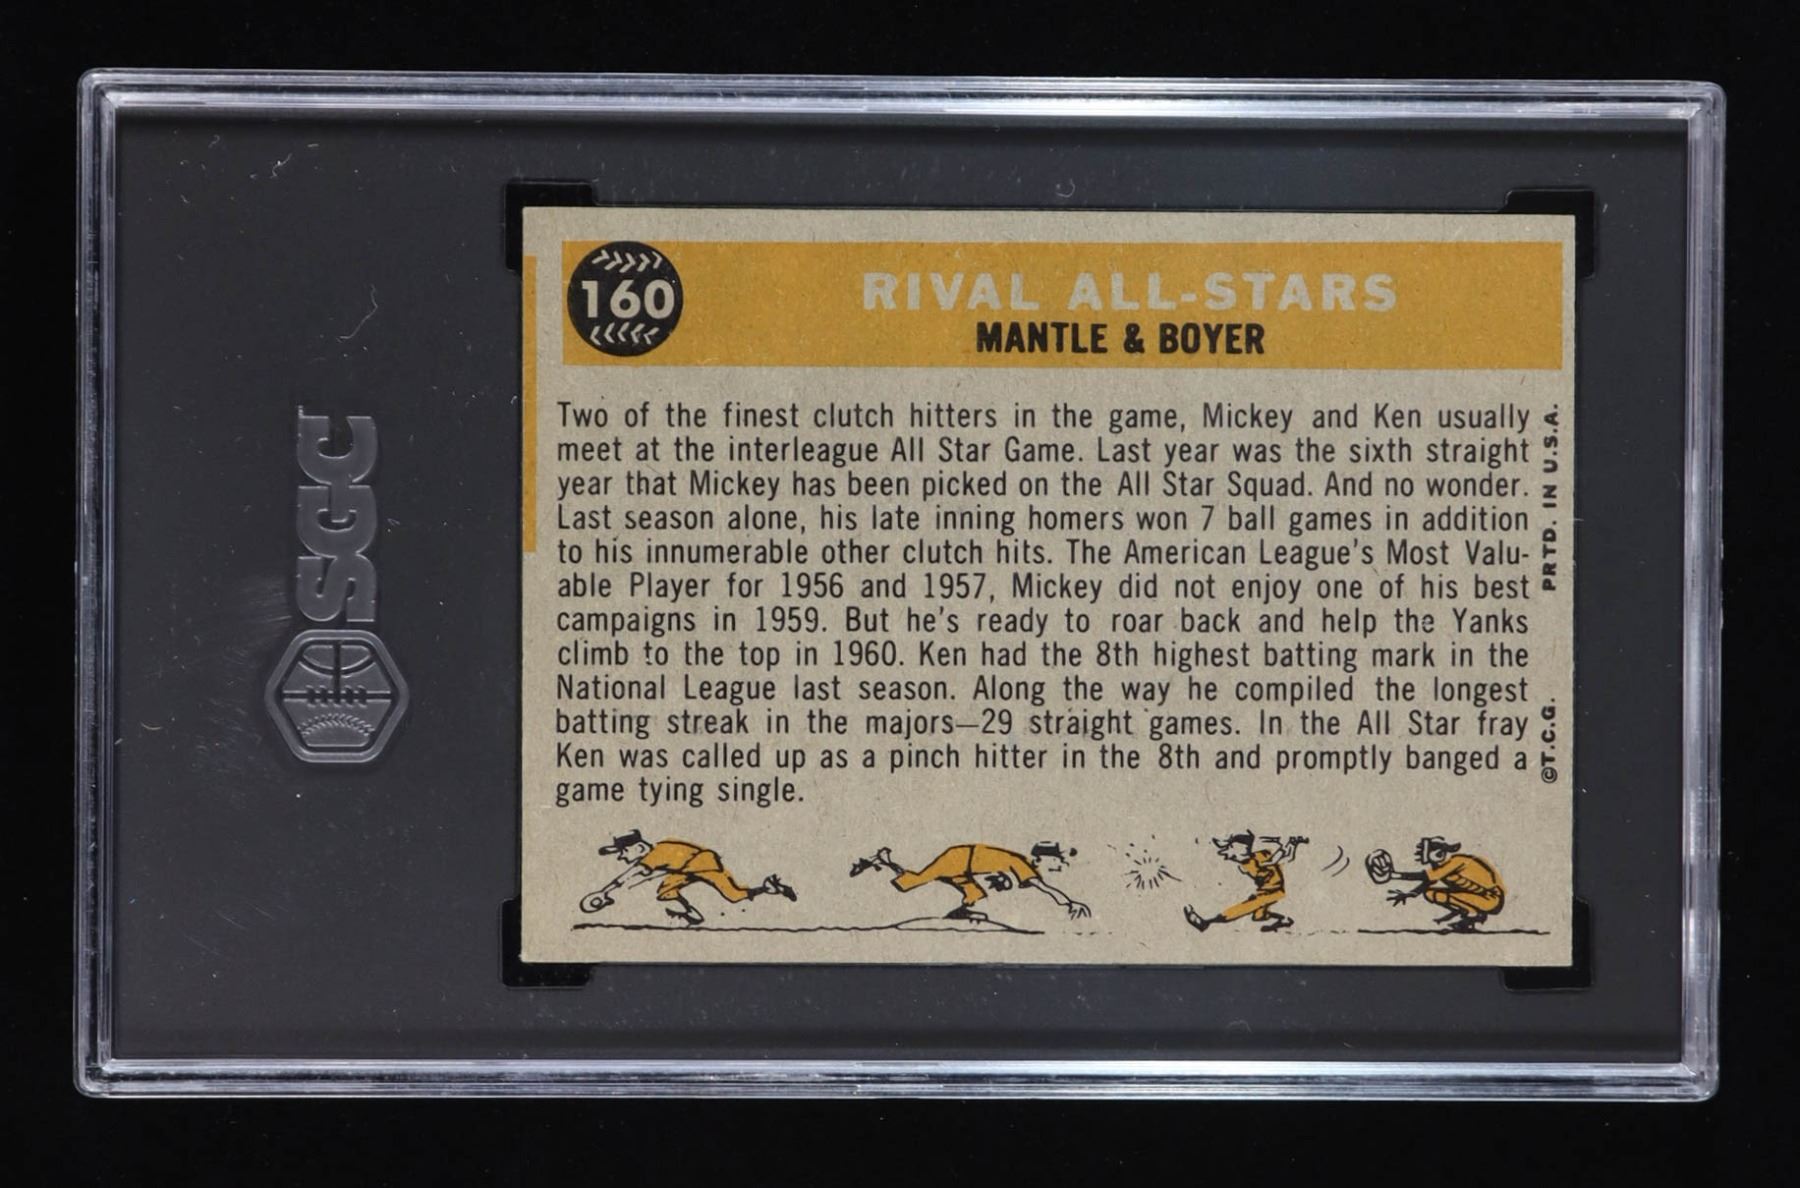 SGC
160
RIVAL ALL-STARS
MANTLE & BOYER
Two of the finest clutch hitters in the game, Mickey and Ken usually
meet at the interleague All Star Game. Last year was the sixth straight
year that Mickey has been picked on the All Star Squad. And no wonder.
Last season alone, his late inning homers won 7 ball games in addition
to his innumerable other clutch hits. The American League's Most Valu-
able Player for 1956 and 1957, Mickey did not enjoy one of his best
campaigns in 1959. But he's ready to roar back and help the Yanks
climb to the top in 1960. Ken had the 8th highest batting mark in the
National League last season. Along the way he compiled the longest
batting streak in the majors—29 straight games. In the All Star fray
Ken was called up as a pinch hitter in the 8th and promptly banged a
game tying single.
©T.C.G. PRTD. IN U.S.A.